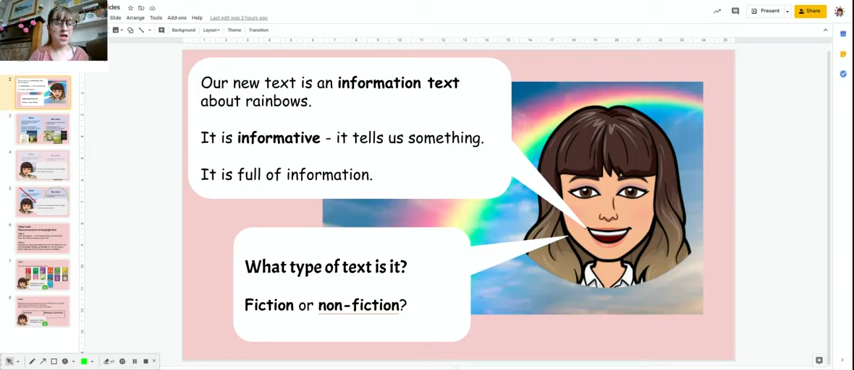 Slide Arrange Tools Add-ons Help Last edit was 2 hours ago
Present
Share
Background Layout Theme Transition
Our new text is an information text
about rainbows.
It is informative - it tells us something.
It is full of information.
What type of text is it?
Fiction or non-fiction?